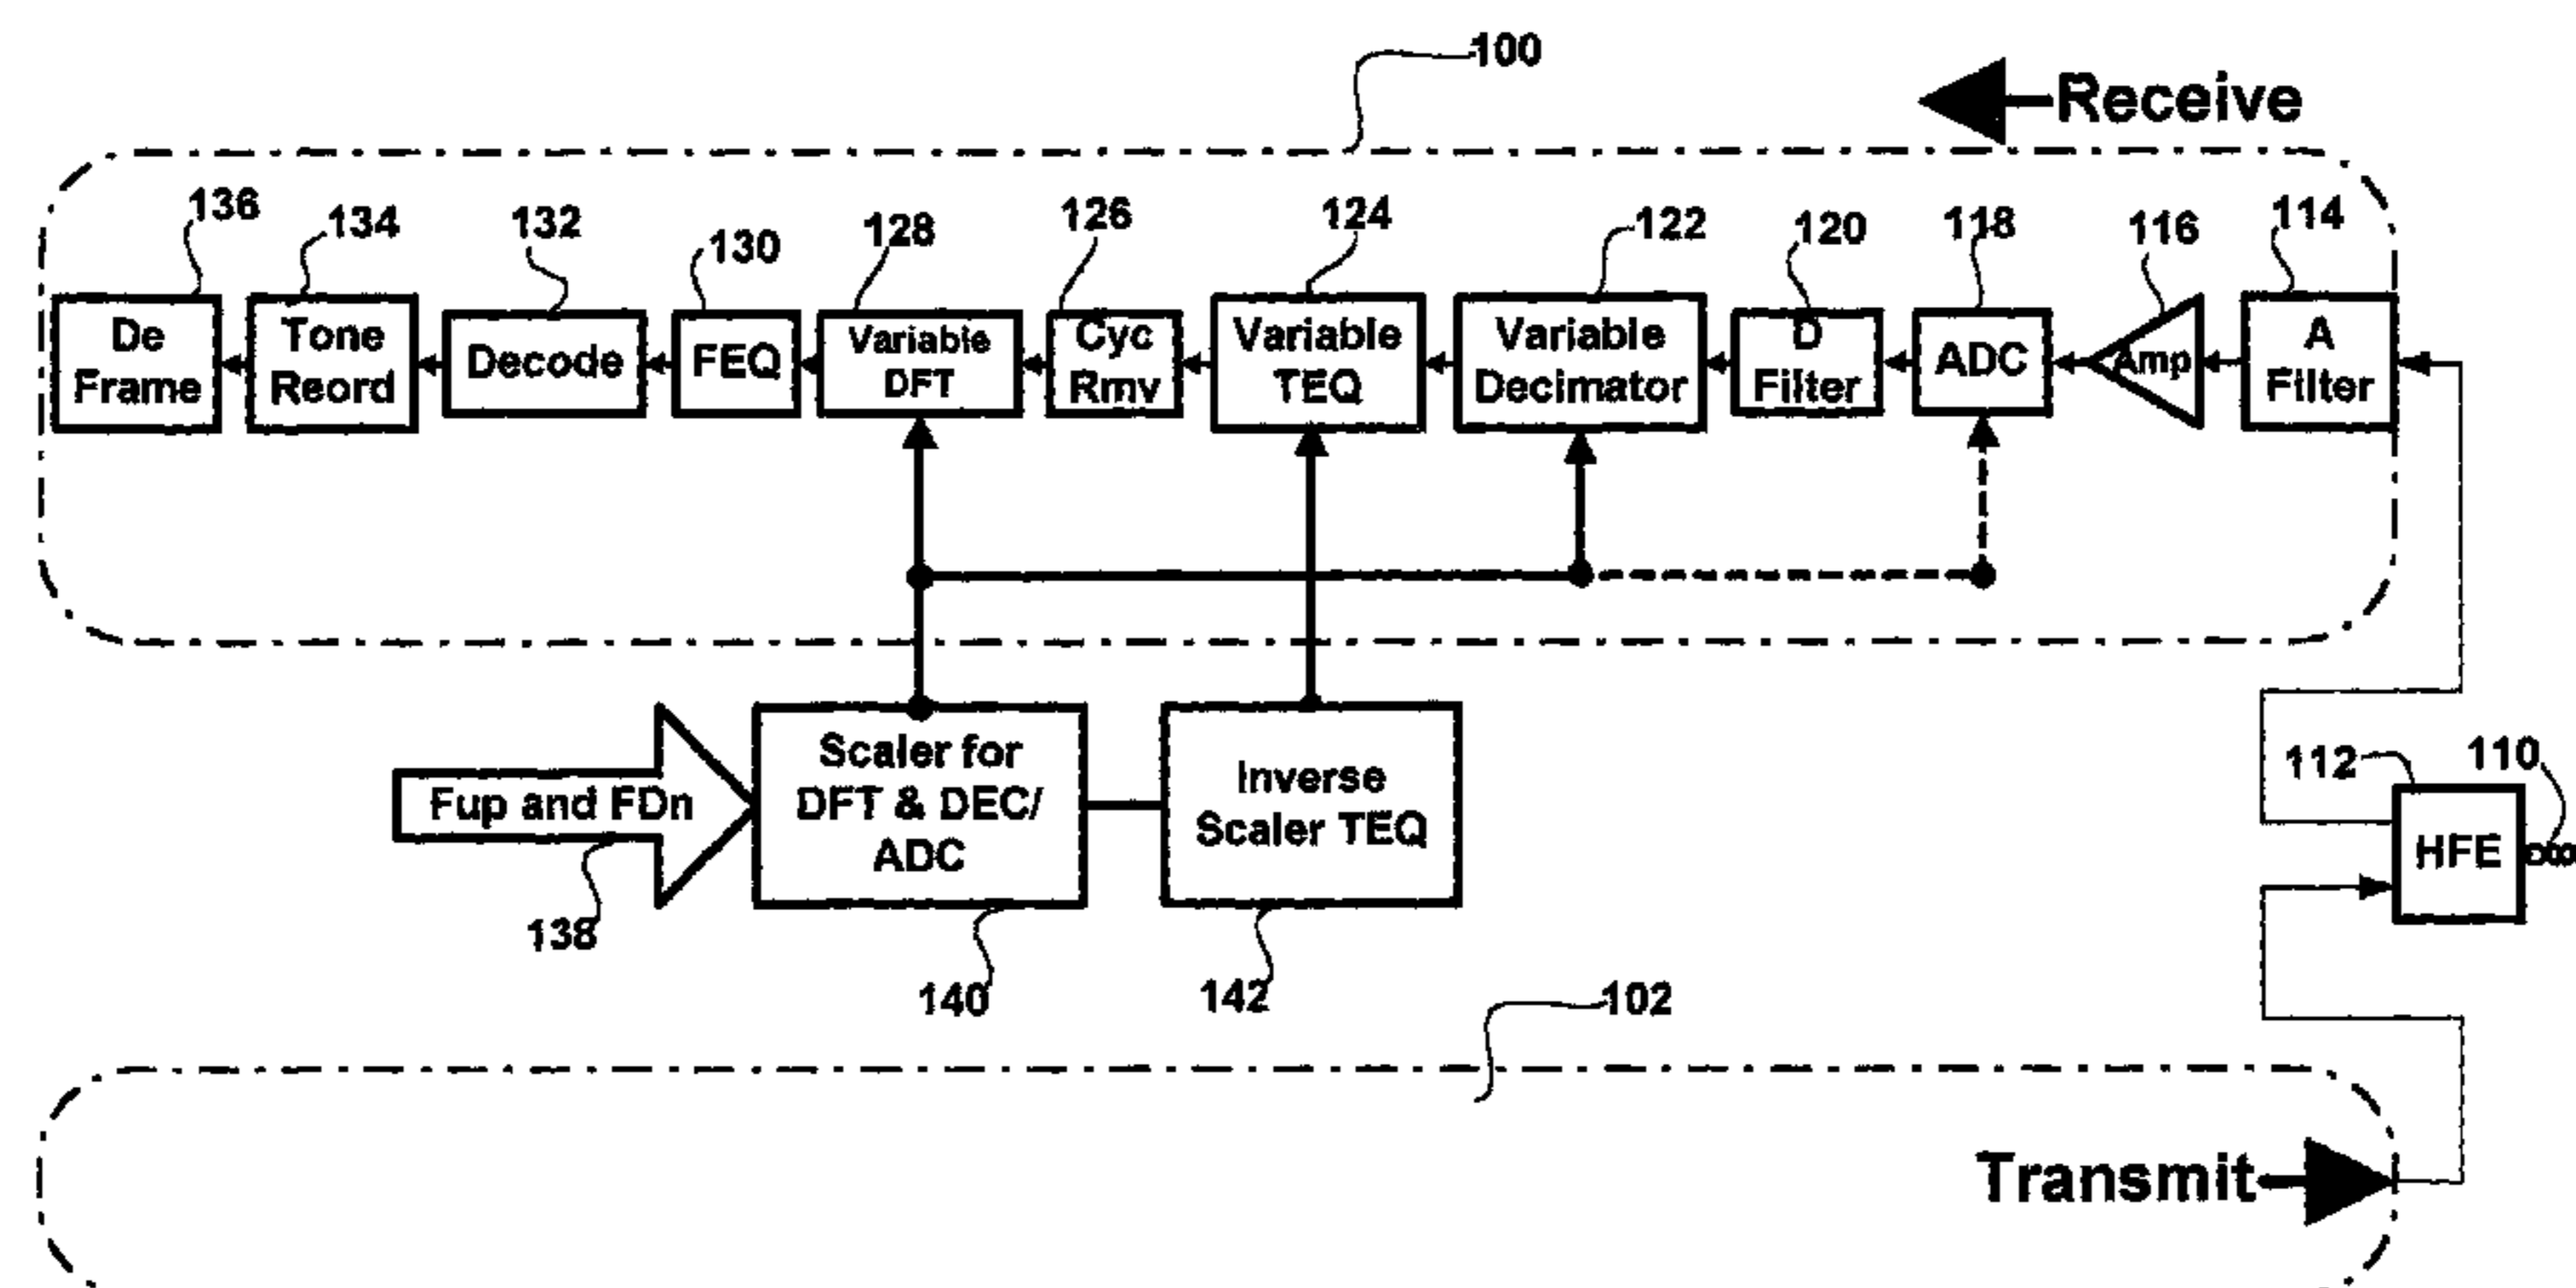 100
Receive
136
134
132
130
128
126
124
122
120
118
116
114
De
Frame
Tone
Reord
Decode
FEQ
Variable
DFT
Cyc
Rmv
Variable
TEQ
Variable
Decimator
D
Filter
ADC
Amp
A
Filter
Fup and FDn
138
Scaler for
DFT & DEC/
ADC
140
Inverse
Scaler TEQ
142
112
110
HFE
102
Transmit